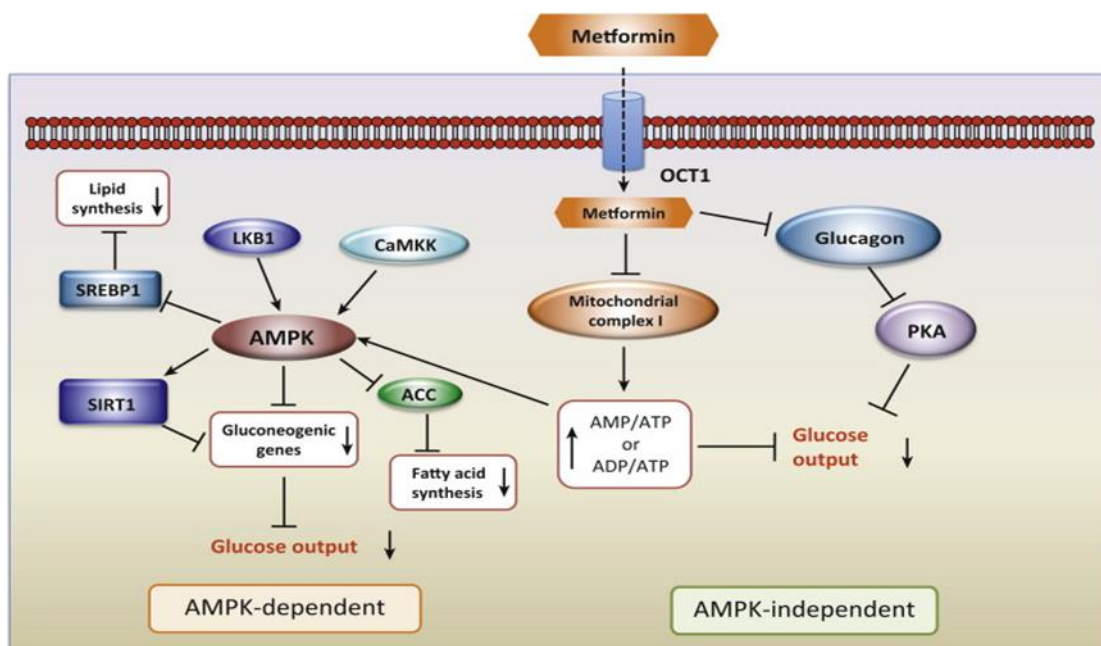 Metformin
OCT1
Metformin
Glucagon
Mitochondrial
complex I
PKA
Lipid
synthesis
LKB1
CaMKK
SREBP1
AMPK
SIRT1
ACC
Gluconeogenic
genes
Fatty acid
synthesis
AMP/ATP
or
ADP/ATP
Glucose
output
Glucose output
AMPK-dependent
AMPK-independent